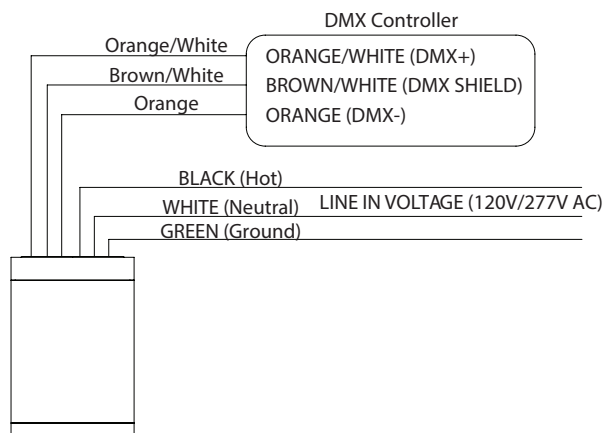 DMX Controller
Orange/White
ORANGE/WHITE (DMX+)
Brown/White
BROWN/WHITE (DMX SHIELD)
Orange
ORANGE (DMX-)
BLACK (Hot)
WHITE (Neutral)
LINE IN VOLTAGE (120V/277V AC)
GREEN (Ground)